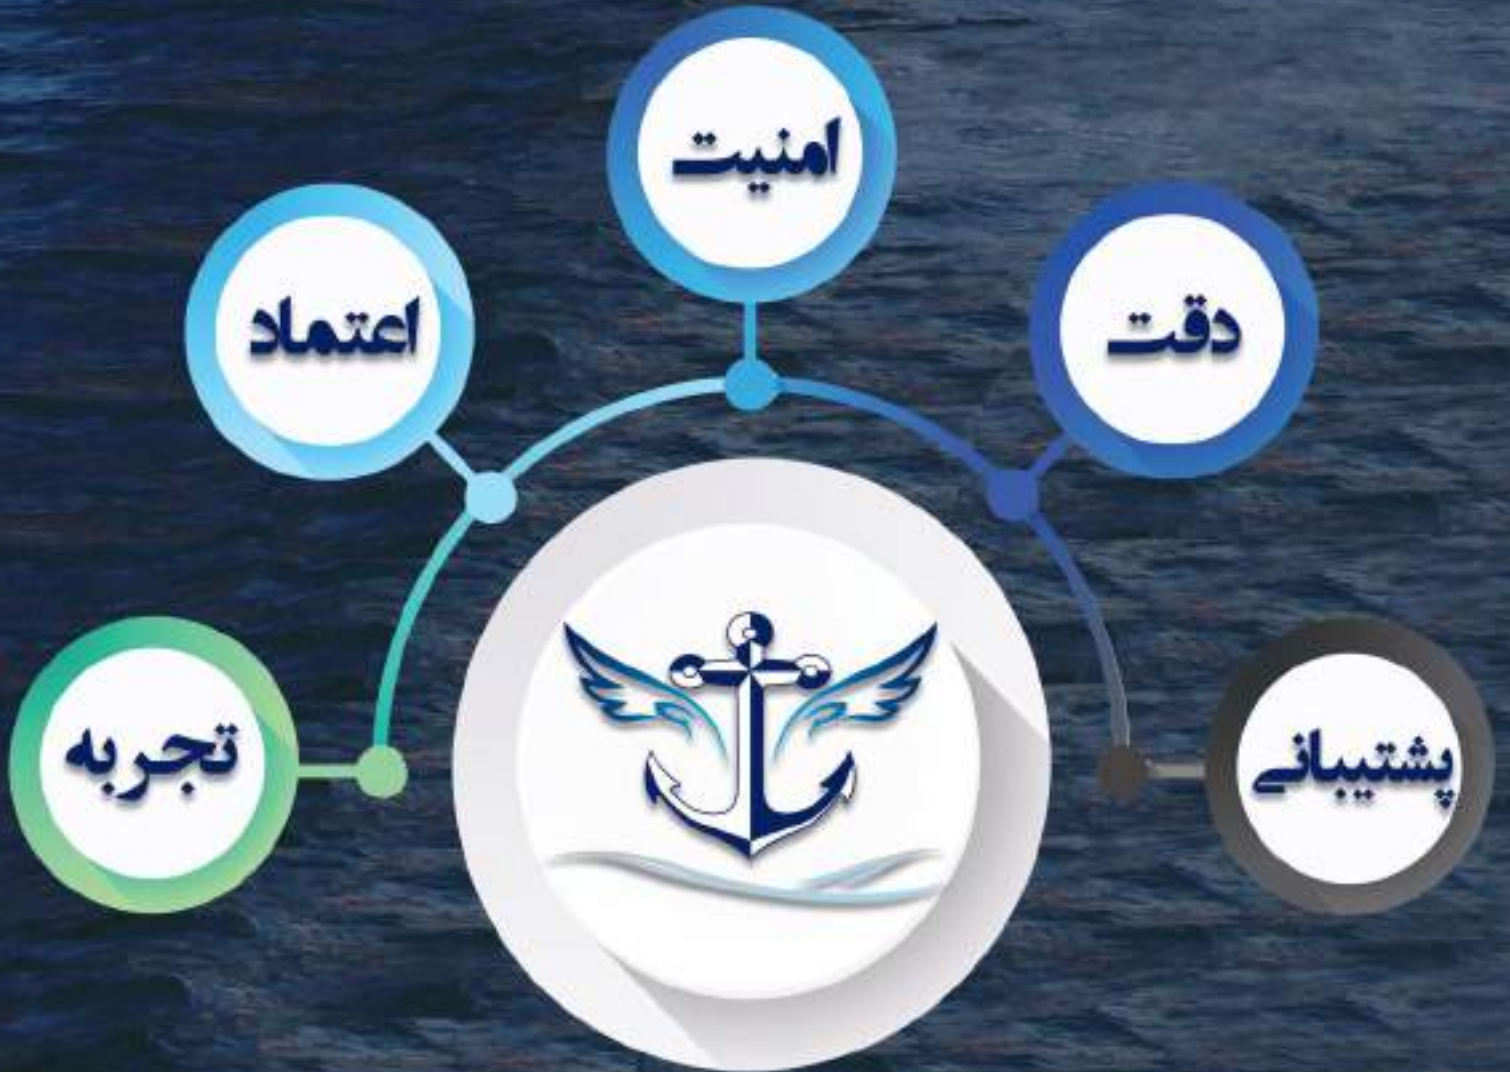 امنیت
دقت
اعتماد
پشتیبانی
تجربه